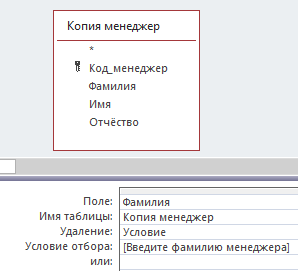 Копия менеджер
*
Код_менеджер
Фамилия
Имя
Отчёство
Поле: Фамилия
Имя таблицы: Копия менеджер
Удаление: Условие
Условие отбора: [Введите фамилию менеджера]
или: